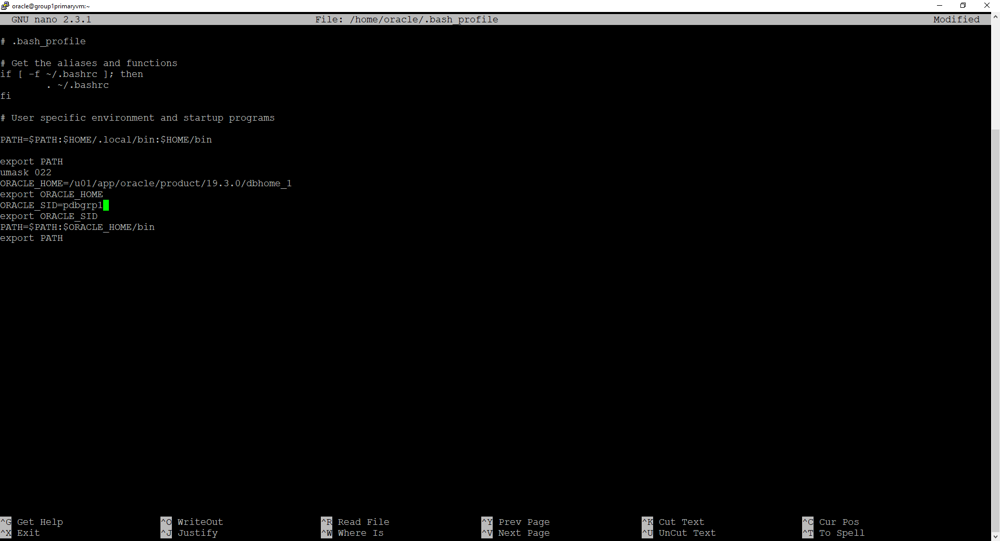 oracle@group1primaryvm:~
GNU nano 2.3.1 File: /home/oracle/.bash_profile Modified
# .bash_profile
# Get the aliases and functions
if [ -f ~/.bashrc ]; then
. ~/.bashrc
fi
# User specific environment and startup programs
PATH=$PATH:$HOME/.local/bin:$HOME/bin
export PATH
umask 022
ORACLE_HOME=/u01/app/oracle/product/19.3.0/dbhome_1
export ORACLE_HOME
ORACLE_SID=pdbgrp1
export ORACLE_SID
PATH=$PATH:$ORACLE_HOME/bin
export PATH
^G Get Help ^O WriteOut ^R Read File ^Y Prev Page ^K Cut Text ^C Cur Pos
^X Exit ^J Justify ^W Where Is ^V Next Page ^U UnCut Text ^T To Spell